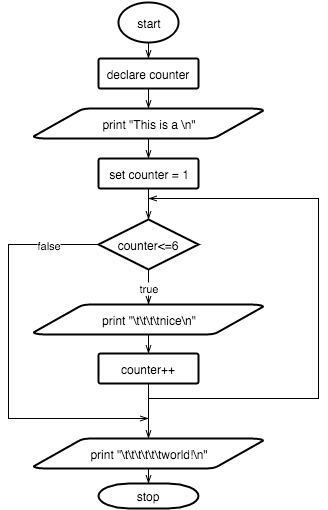 start
declare counter
print "This is a \n"
set counter = 1
counter<=6
false
true
print "\t\t\t\tnice\n"
counter++
print "\t\t\t\t\tworld!\n"
stop